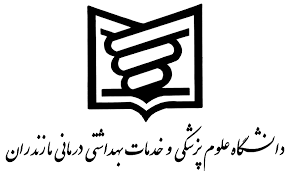 دانشگاه علوم پزشکی و خدمات بهداشتی درمانی مازندران